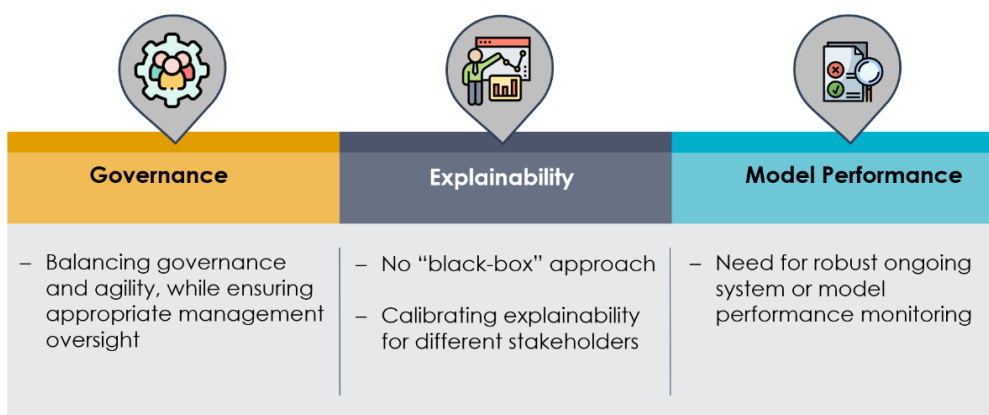 Governance
Explainability
Model Performance
– Balancing governance
and agility, while ensuring
appropriate management
oversight
– No “black-box” approach
– Calibrating explainability
for different stakeholders
– Need for robust ongoing
system or model
performance monitoring